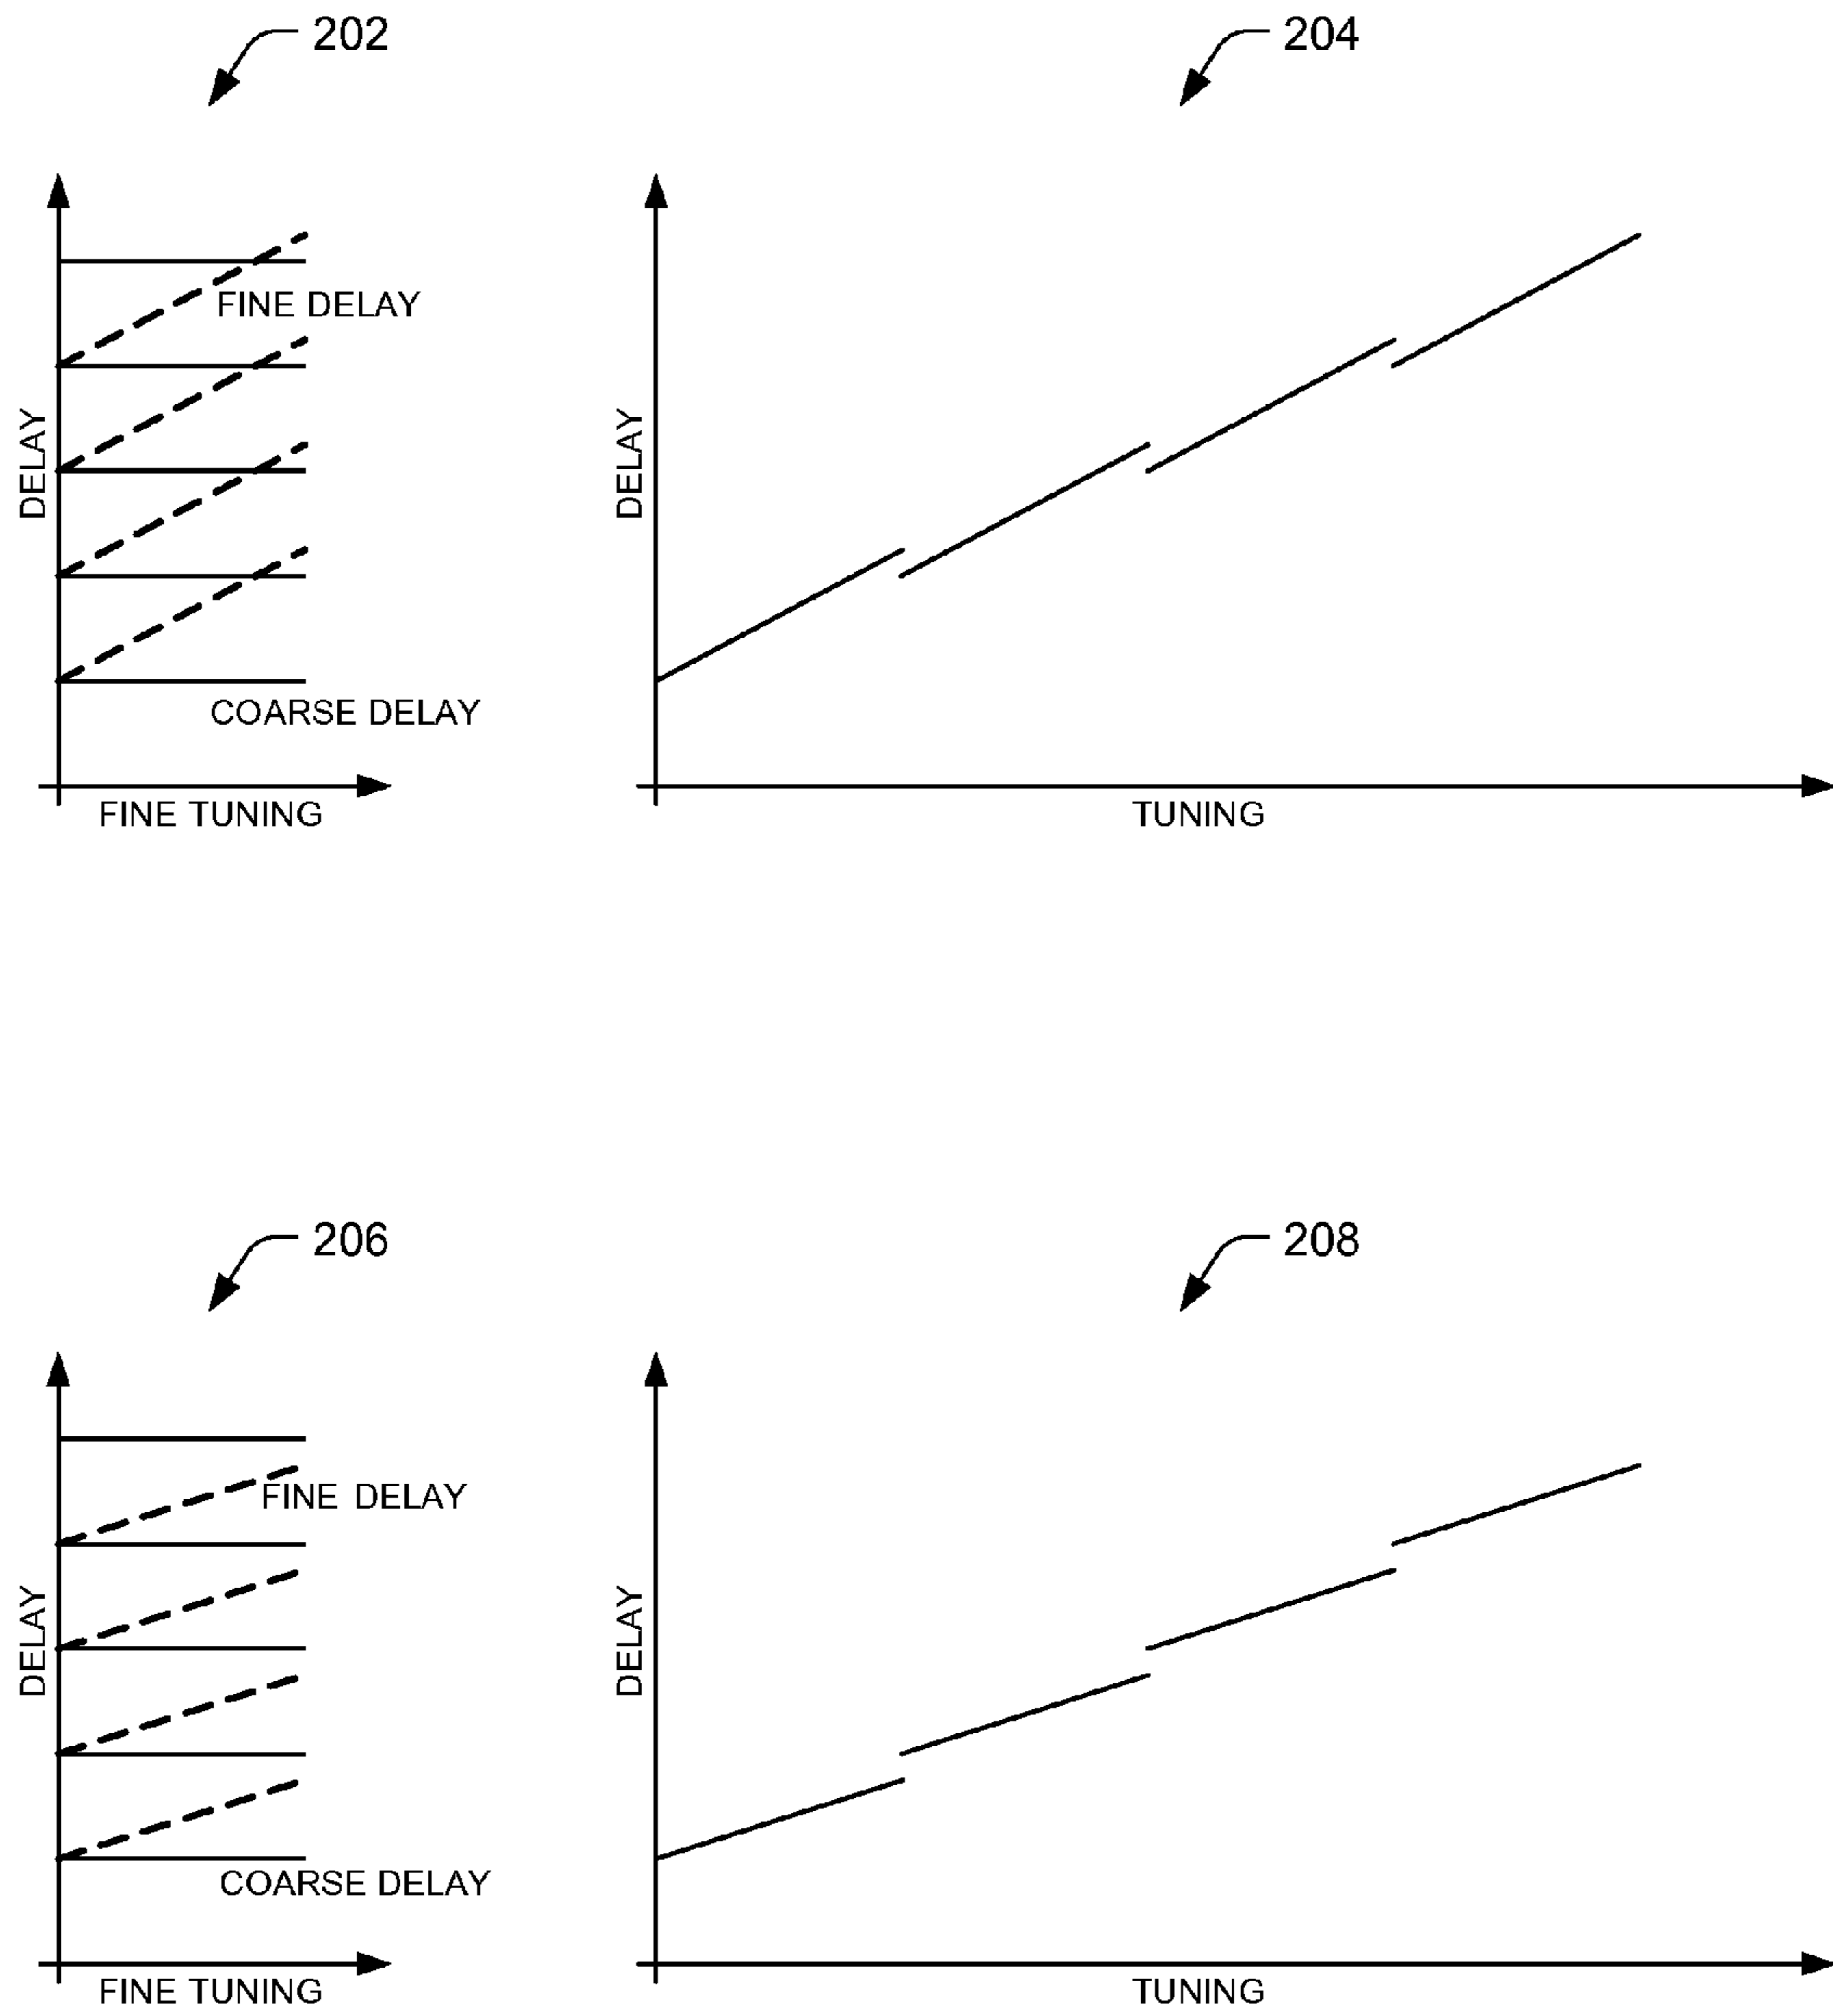 202
204
FINE DELAY
DELAY
DELAY
COARSE DELAY
FINE TUNING
TUNING
206
208
FINE DELAY
DELAY
DELAY
COARSE DELAY
FINE TUNING
TUNING